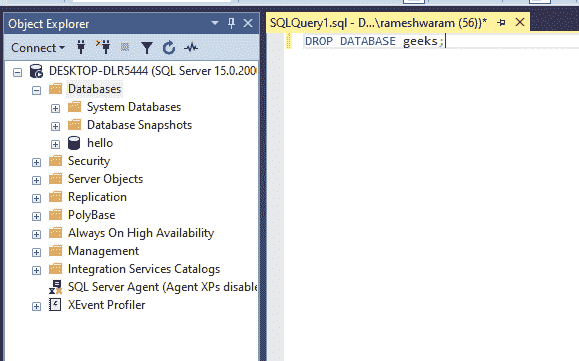 Object Explorer
Connect
DESKTOP-DLR5444 (SQL Server 15.0.200
Databases
System Databases
Database Snapshots
hello
Security
Server Objects
Replication
PolyBase
Always On High Availability
Management
Integration Services Catalogs
SQL Server Agent (Agent XPs disable
XEvent Profiler
SQLQuery1.sql - D...\rameshwaram (56))*
DROP DATABASE geeks;